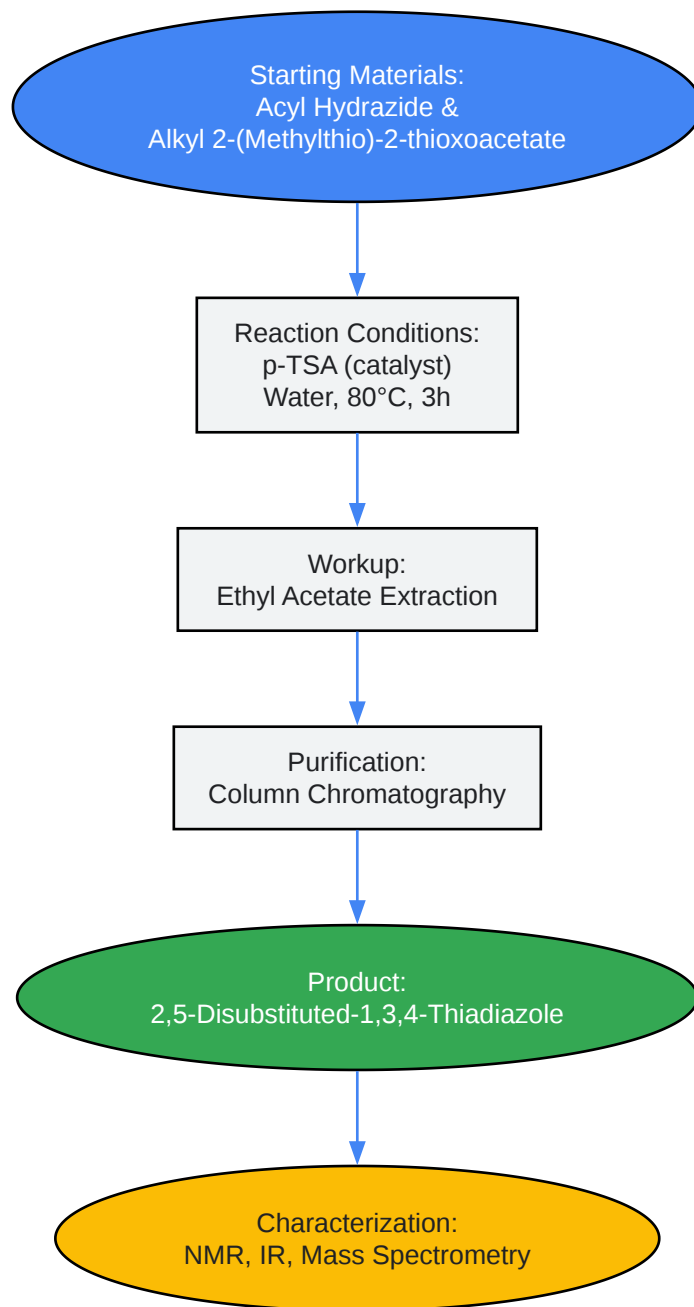 Starting Materials:
Acyl Hydrazide &
Alkyl 2-(Methylthio)-2-thioxoacetate
Reaction Conditions:
p-TSA (catalyst)
Water, 80°C, 3h
Workup:
Ethyl Acetate Extraction
Purification:
Column Chromatography
Product:
2,5-Disubstituted-1,3,4-Thiadiazole
Characterization:
NMR, IR, Mass Spectrometry